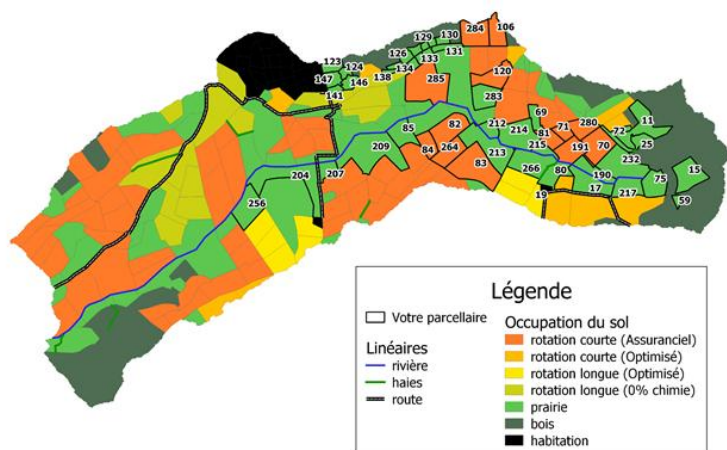 284 106
129 130
123 126 131
124 133
147 146 138 134 120
141 285
283
69
11
85 82 212 214 81 71 280 72
209 84 264 213 215 191 70 25
204 207 83 266 80 190 232 15
256 19 17 217 75 59
Légende
Votre parcellaire
Linéaires
rivière
haies
route
Occupation du sol
rotation courte (Assuranciel)
rotation courte (Optimisé)
rotation longue (Optimisé)
rotation longue (0% chimie)
prairie
bois
habitation